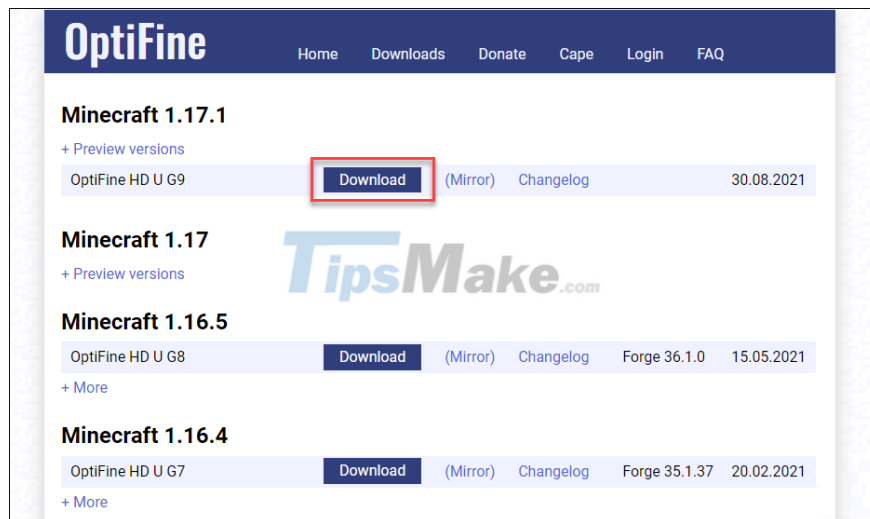 OptiFine
Home Downloads Donate Cape Login FAQ
Minecraft 1.17.1
+ Preview versions
OptiFine HD U G9 Download (Mirror) Changelog 30.08.2021
Minecraft 1.17
+ Preview versions
TipsMake.com
Minecraft 1.16.5
OptiFine HD U G8 Download (Mirror) Changelog Forge 36.1.0 15.05.2021
+ More
Minecraft 1.16.4
OptiFine HD U G7 Download (Mirror) Changelog Forge 35.1.37 20.02.2021
+ More